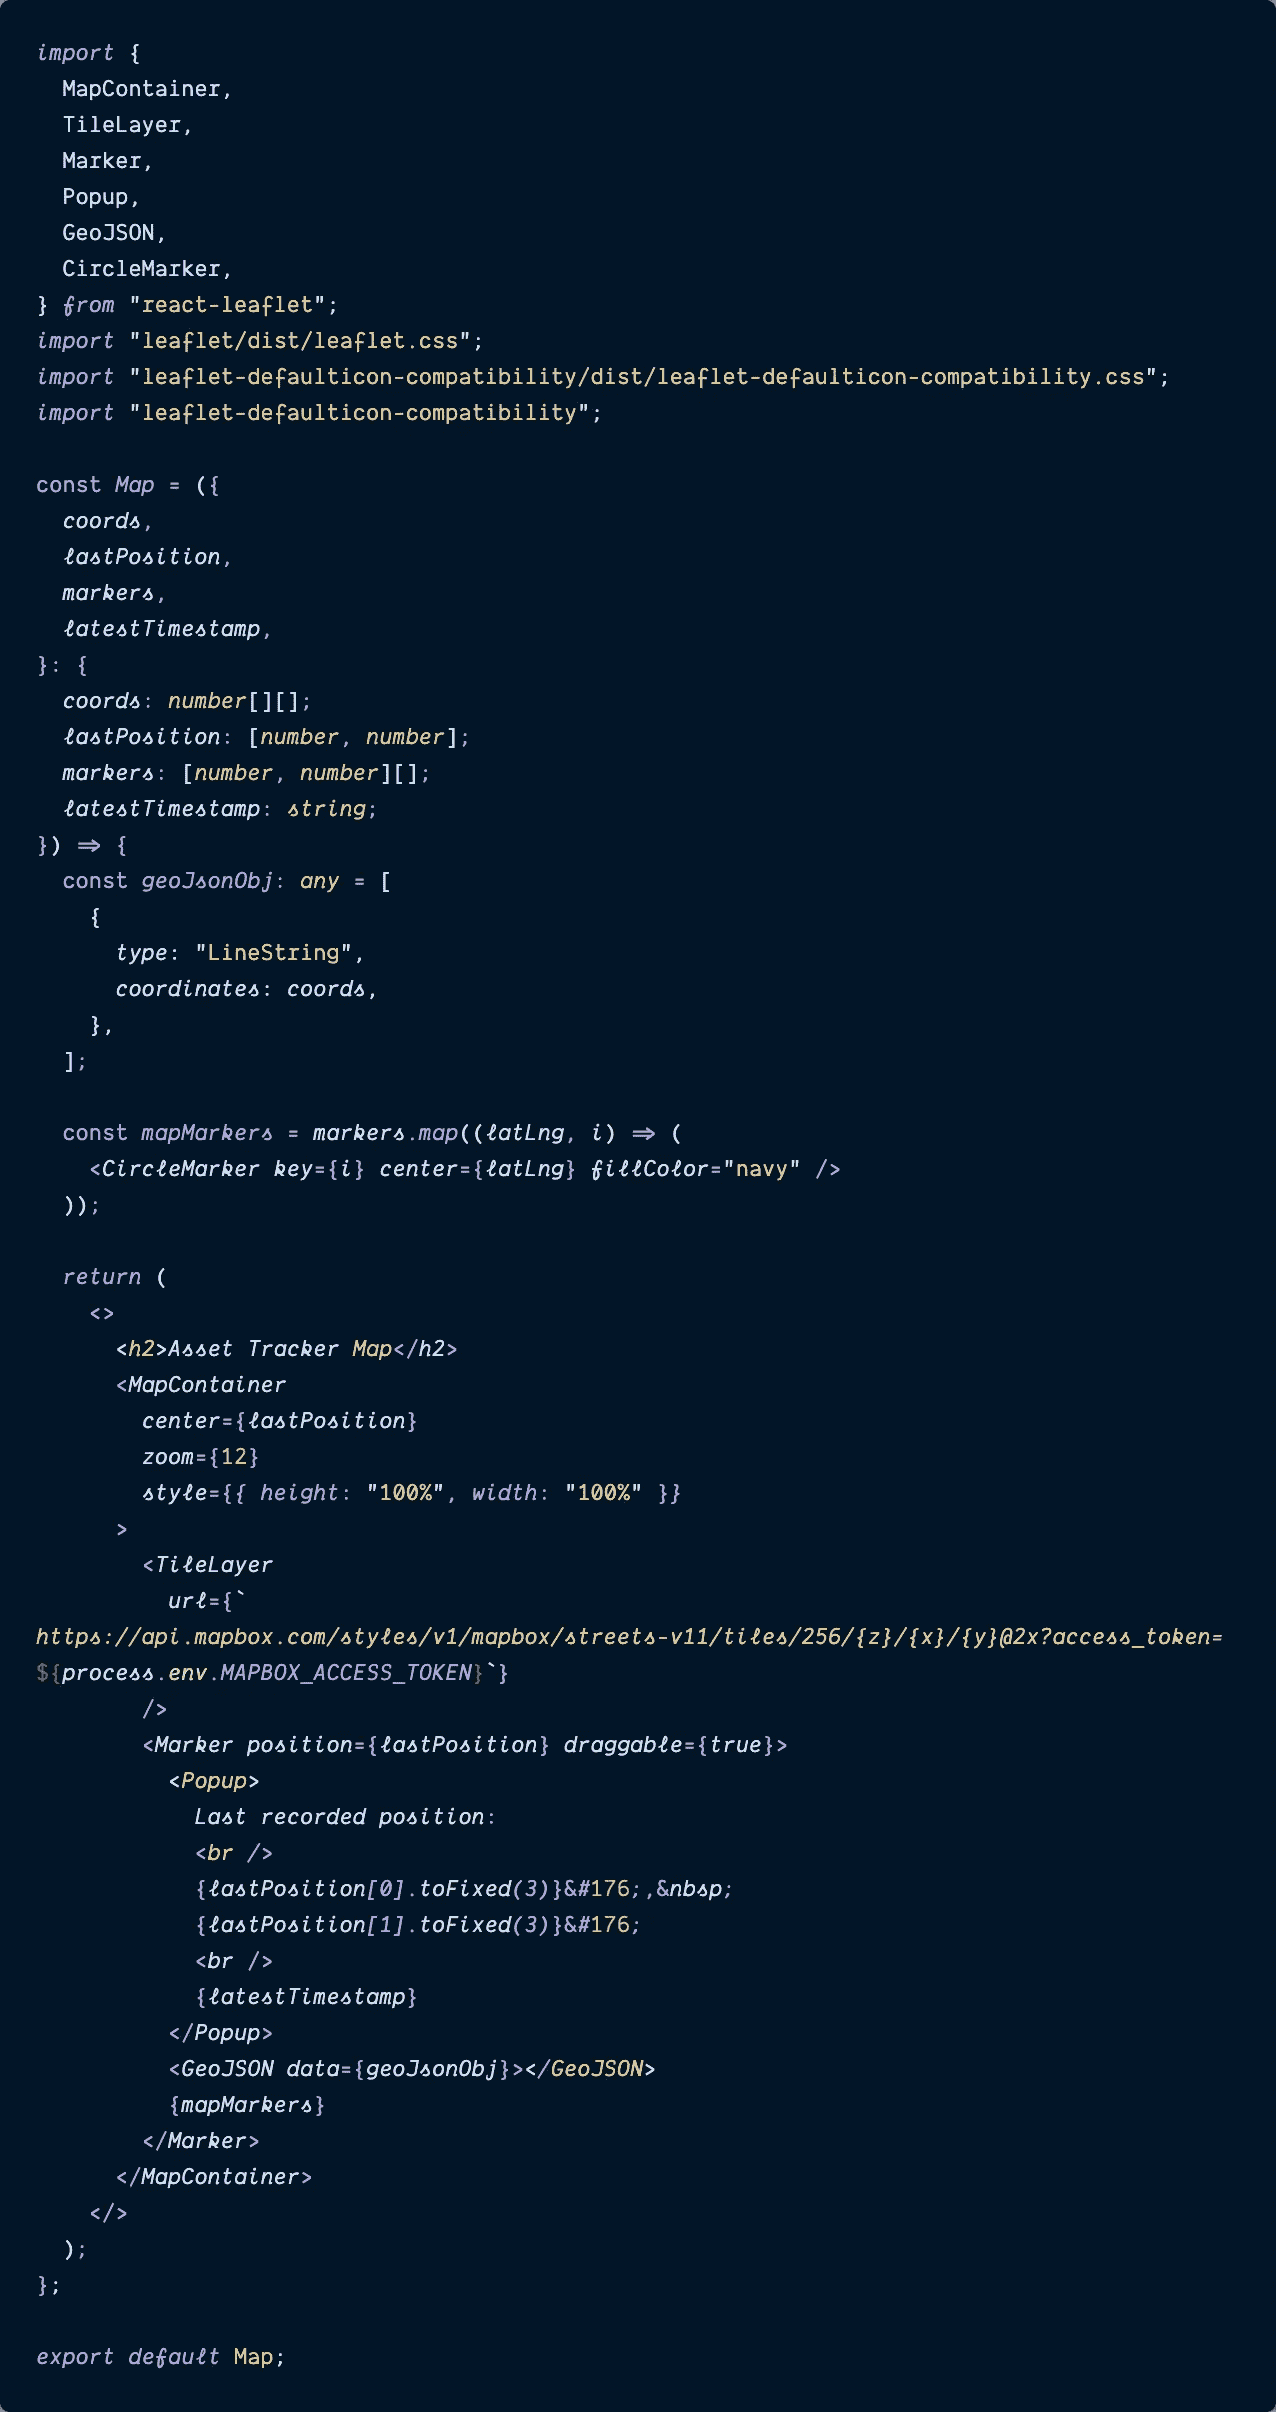 import {
  MapContainer,
  TileLayer,
  Marker,
  Popup,
  GeoJSON,
  CircleMarker,
} from "react-leaflet";
import "leaflet/dist/leaflet.css";
import "leaflet-defaulticon-compatibility/dist/leaflet-defaulticon-compatibility.css";
import "leaflet-defaulticon-compatibility";

const Map = ({
  coords,
  lastPosition,
  markers,
  latestTimestamp,
}: {
  coords: number[][];
  lastPosition: [number, number];
  markers: [number, number][];
  latestTimestamp: string;
}) => {
  const geoJsonObj: any = [
    {
      type: "LineString",
      coordinates: coords,
    },
  ];

  const mapMarkers = markers.map((latLng, i) => (
    <CircleMarker key={i} center={latLng} fillColor="navy" />
  ));

  return (
    <>
      <h2>Asset Tracker Map</h2>
      <MapContainer
        center={lastPosition}
        zoom={12}
        style={{ height: "100%", width: "100%" }}
      >
        <TileLayer
          url={`
https://api.mapbox.com/styles/v1/mapbox/streets-v11/tiles/256/{z}/{x}/{y}@2x?access_token=
${process.env.MAPBOX_ACCESS_TOKEN}`}
        />
        <Marker position={lastPosition} draggable={true}>
          <Popup>
            Last recorded position:
            <br />
            {lastPosition[0].toFixed(3)}&#176;,&nbsp;
            {lastPosition[1].toFixed(3)}&#176;
            <br />
            {latestTimestamp}
          </Popup>
          <GeoJSON data={geoJsonObj}></GeoJSON>
          {mapMarkers}
        </Marker>
      </MapContainer>
    </>
  );
};

export default Map;